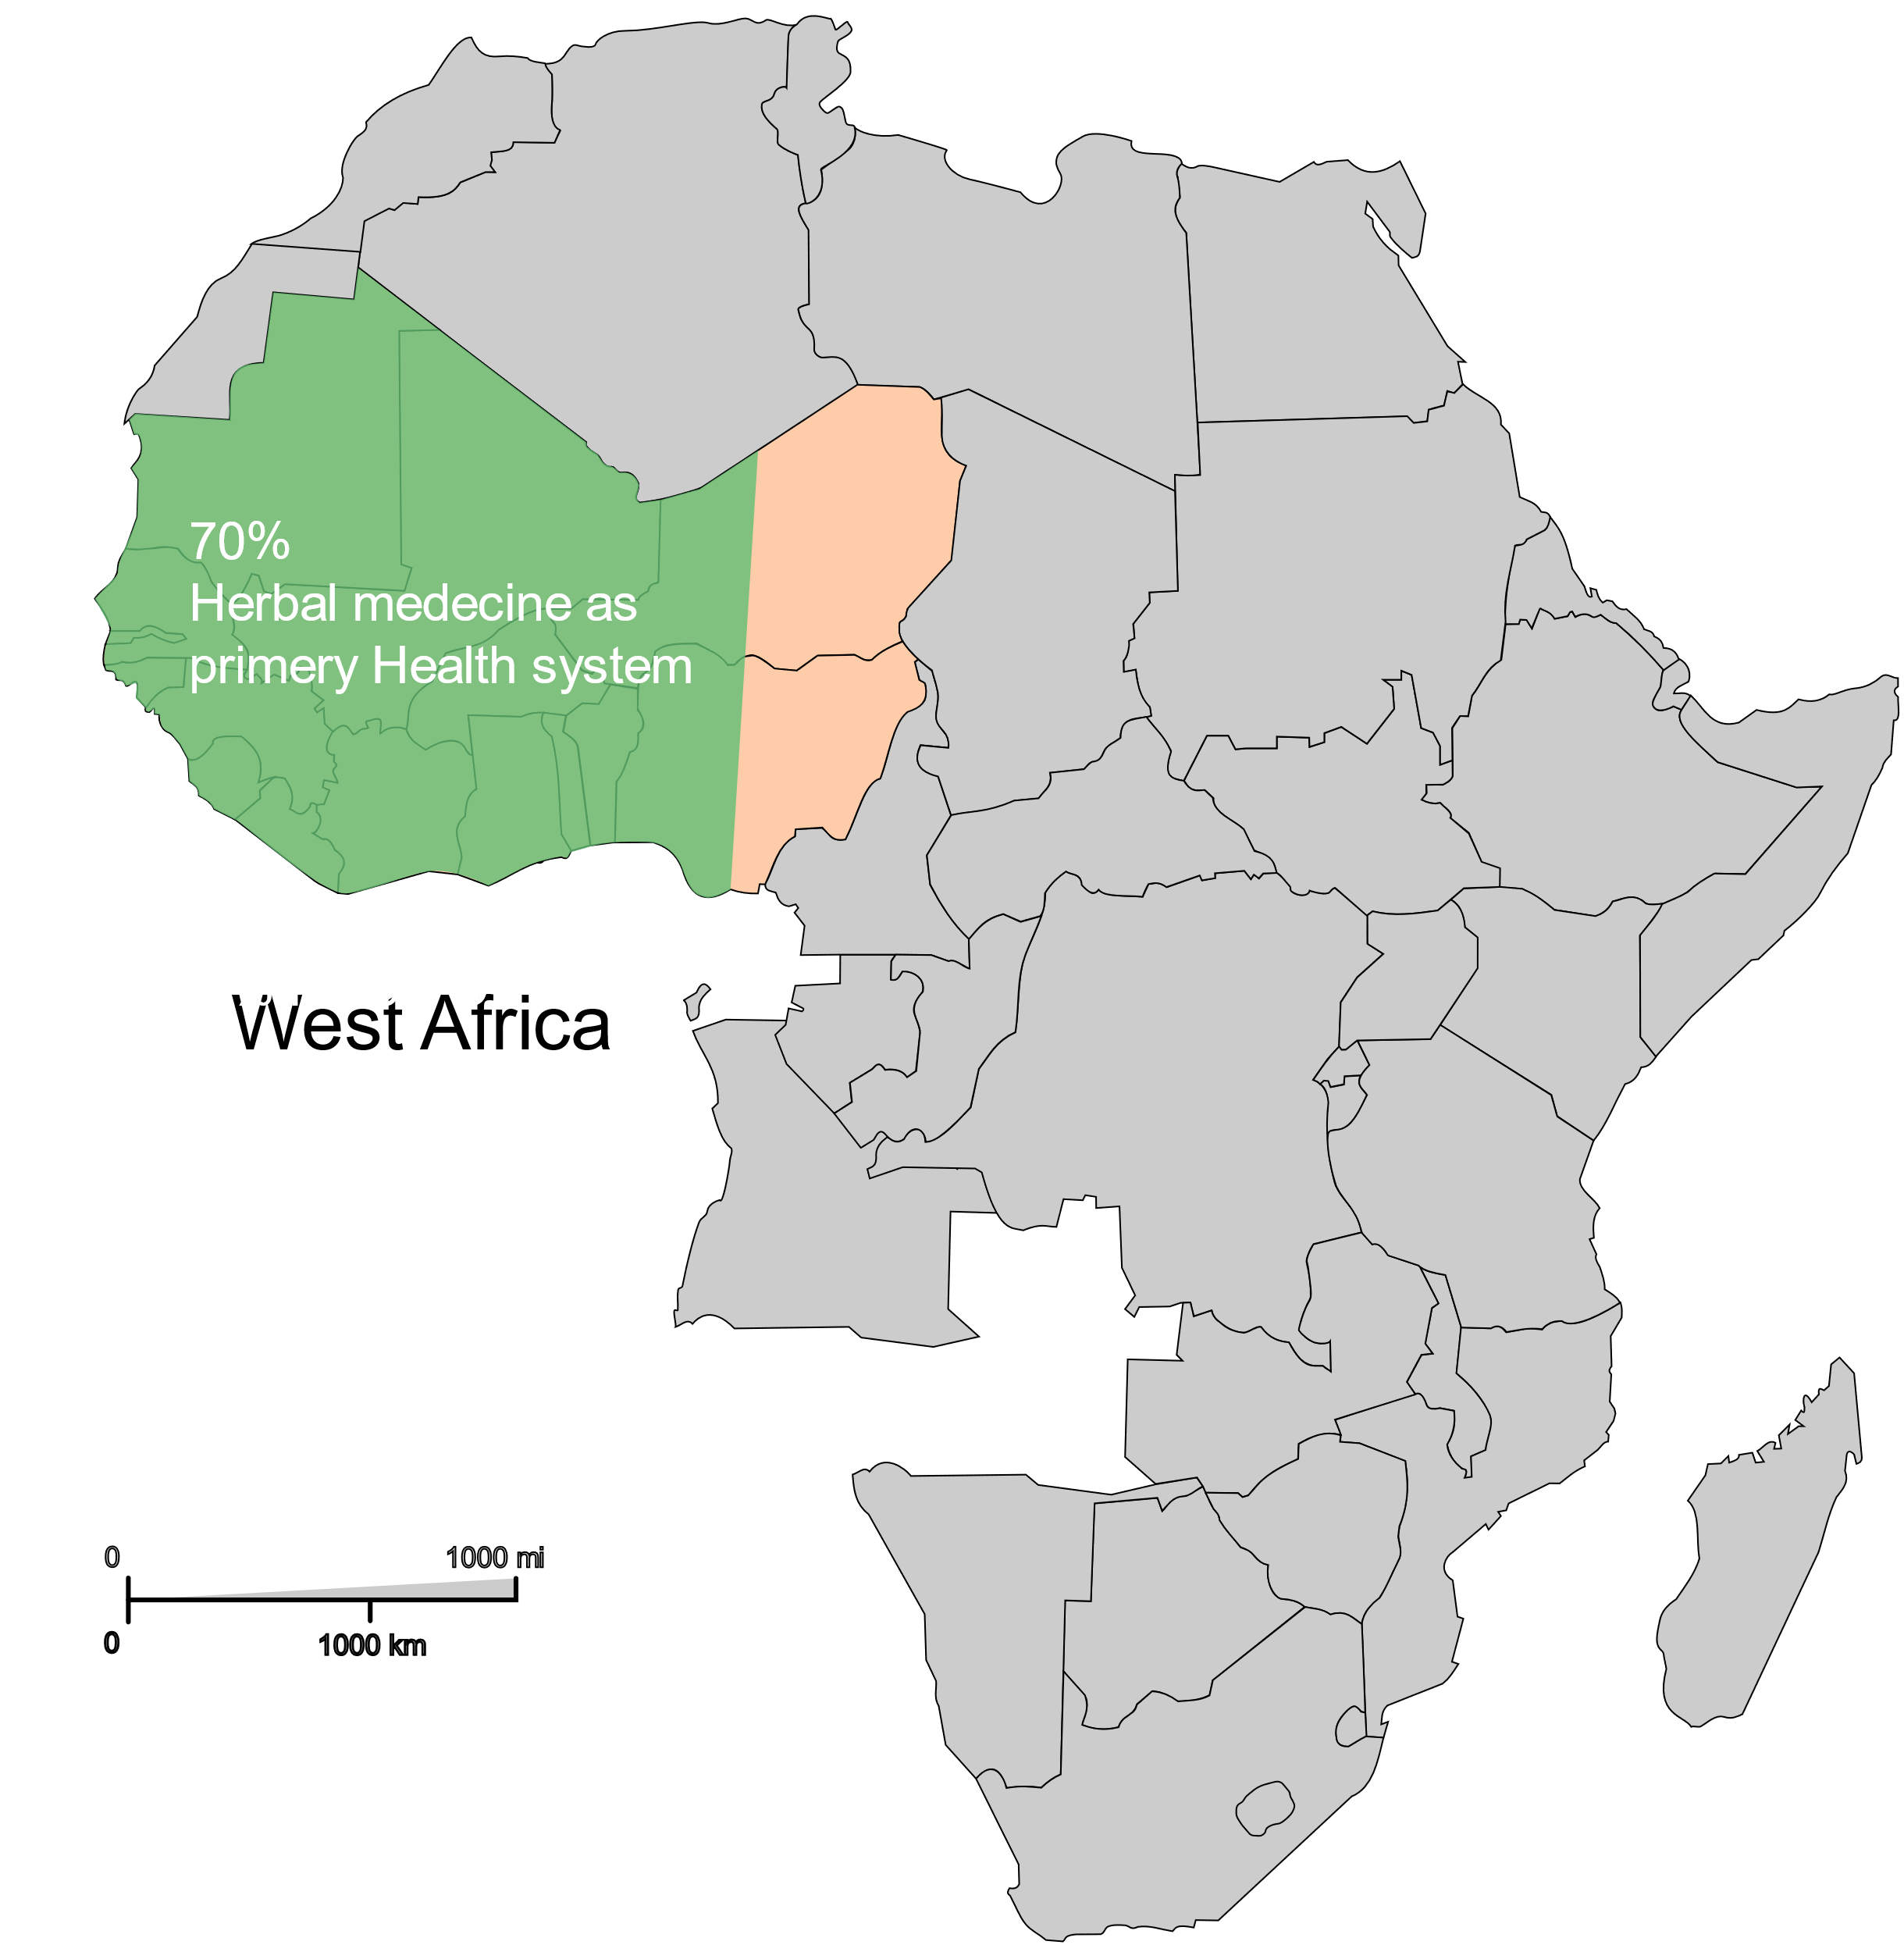 70%
Herbal medecine as
primery Health system
West Africa
0 1000 mi
0 1000 km